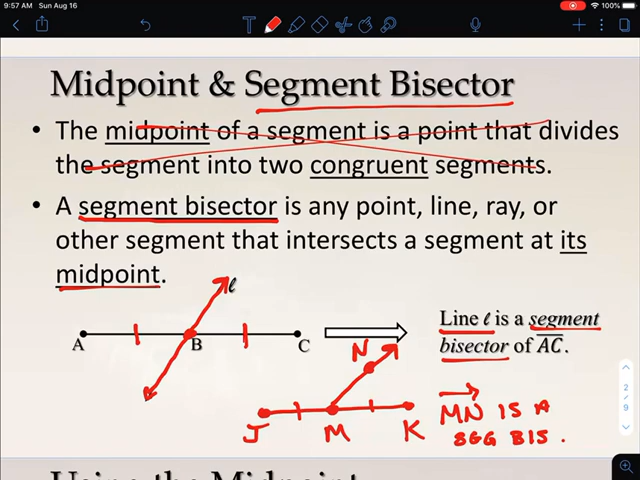 9:57 AM Sun Aug 16
100%
Midpoint & Segment Bisector
• The midpoint of a segment is a point that divides
the segment into two congruent segments.
• A segment bisector is any point, line, ray, or
other segment that intersects a segment at its
midpoint.
ℓ
A B C
Line ℓ is a segment
bisector of AC.
N
J M K
MN IS A
SEG BIS.
2/9
Using the Midpoint